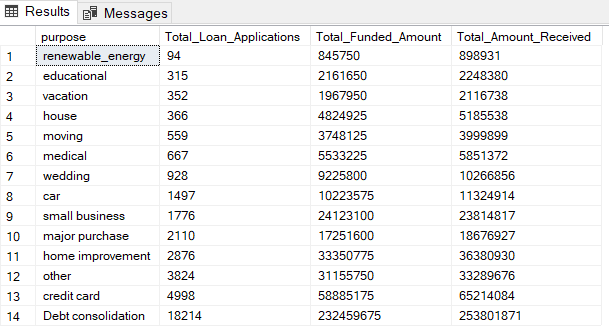 Results Messages
purpose Total_Loan_Applications Total_Funded_Amount Total_Amount_Received
1 renewable_energy 94 845750 898931
2 educational 315 2161650 2248380
3 vacation 352 1967950 2116738
4 house 366 4824925 5185538
5 moving 559 3748125 3999899
6 medical 667 5533225 5851372
7 wedding 928 9225800 10266856
8 car 1497 10223575 11324914
9 small business 1776 24123100 23814817
10 major purchase 2110 17251600 18676927
11 home improvement 2876 33350775 36380930
12 other 3824 31155750 33289676
13 credit card 4998 58885175 65214084
14 Debt consolidation 18214 232459675 253801871